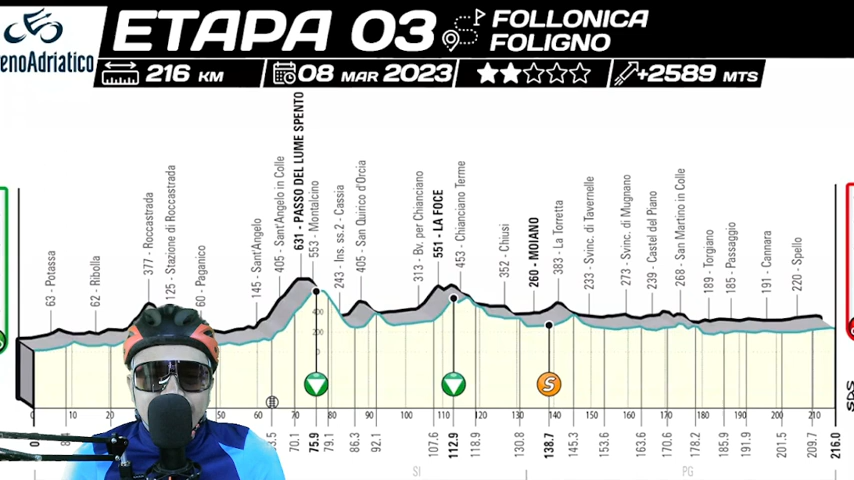 ETAPA 03
FOLLONICA
FOLIGNO
enoAdriatico
216 KM
08 MAR 2023
+2589 MTS
63 - Potassa
62 - Ribolla
377 - Roccastrada
125 - Stazione di Roccastrada
60 - Paganico
145 - Sant'Angelo
405 - Sant'Angelo in Colle
631 - PASSO DEL LUME SPENTO
553 - Montalcino
243 - Ins. ss.2 - Cassia
405 - San Quirico d'Orcia
313 - Bv. per Chianciano
551 - LA FOCE
453 - Chianciano Terme
352 - Chiusi
260 - MOIANO
383 - La Torretta
233 - Svinc. di Tavernelle
273 - Svinc. di Mugnano
239 - Castel del Piano
268 - San Martino in Colle
189 - Torgiano
185 - Passaggio
191 - Cannara
220 - Spello
400
200
0
S
0 10 20 50 60 70 80 90 100 110 120 130 140 150 160 170 180 190 200 210
0.0 70.1 75.9 79.1 86.3 92.1 107.6 112.9 118.9 130.8 138.7 145.3 153.6 163.6 170.6 178.2 185.9 191.9 201.5 209.7 216.0
SDS
SI
PG